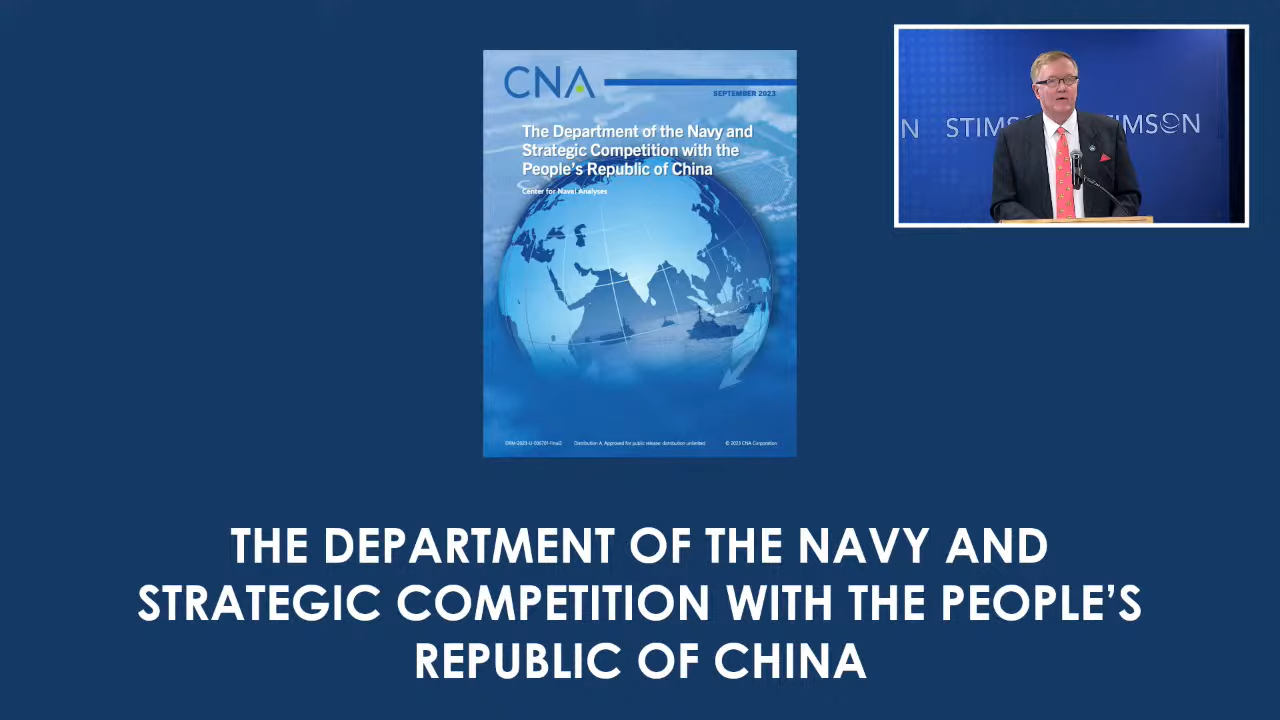 CNA
SEPTEMBER 2023
The Department of the Navy and
Strategic Competition with the
People's Republic of China
Center for Naval Analyses
Distribution A: Approved for public release: distribution unlimited
© 2023 CNA Corporation
STIMSON
THE DEPARTMENT OF THE NAVY AND
STRATEGIC COMPETITION WITH THE PEOPLE'S
REPUBLIC OF CHINA